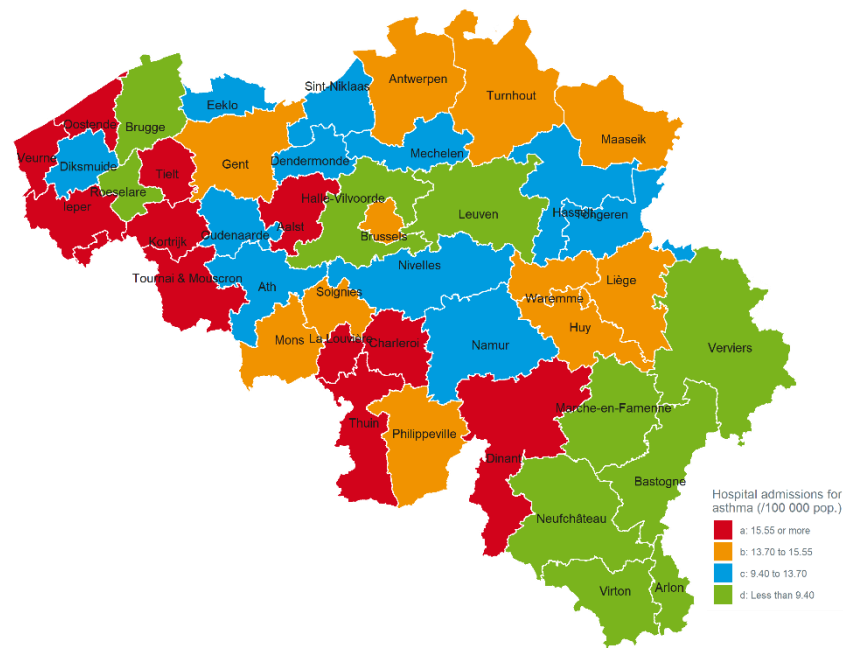 Sint-Niklaas
Antwerpen
Turnhout
Eeklo
Oostende
Brugge
Maaseik
Veurne
Diksmuide
Tielt
Gent
Dendermonde
Mechelen
Roeselare
Ieper
Halle-Vilvoorde
Leuven
Hasselt
Tongeren
Kortrijk
Oudenaarde
Aalst
Brussels
Nivelles
Tournai & Mouscron
Ath
Soignies
Liège
Waremme
Huy
Mons
La Louvière
Charleroi
Namur
Verviers
Marche-en-Famenne
Thuin
Philippeville
Dinant
Bastogne
Neufchâteau
Virton
Arlon
Hospital admissions for
asthma (/100 000 pop.)
a: 15.55 or more
b: 13.70 to 15.55
c: 9.40 to 13.70
d: Less than 9.40